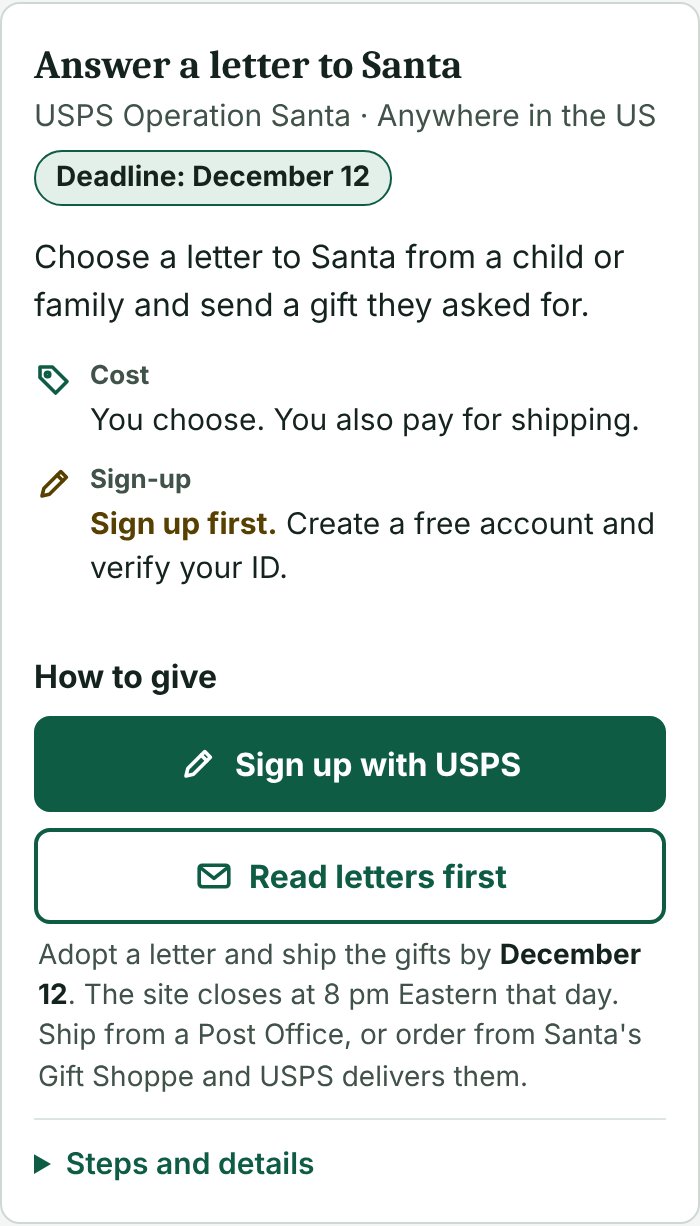 Answer a letter to Santa
USPS Operation Santa · Anywhere in the US
Deadline: December 12
Choose a letter to Santa from a child or
family and send a gift they asked for.
Cost
You choose. You also pay for shipping.
Sign-up
Sign up first. Create a free account and
verify your ID.
How to give
Sign up with USPS
Read letters first
Adopt a letter and ship the gifts by December
12. The site closes at 8 pm Eastern that day.
Ship from a Post Office, or order from Santa's
Gift Shoppe and USPS delivers them.
Steps and details